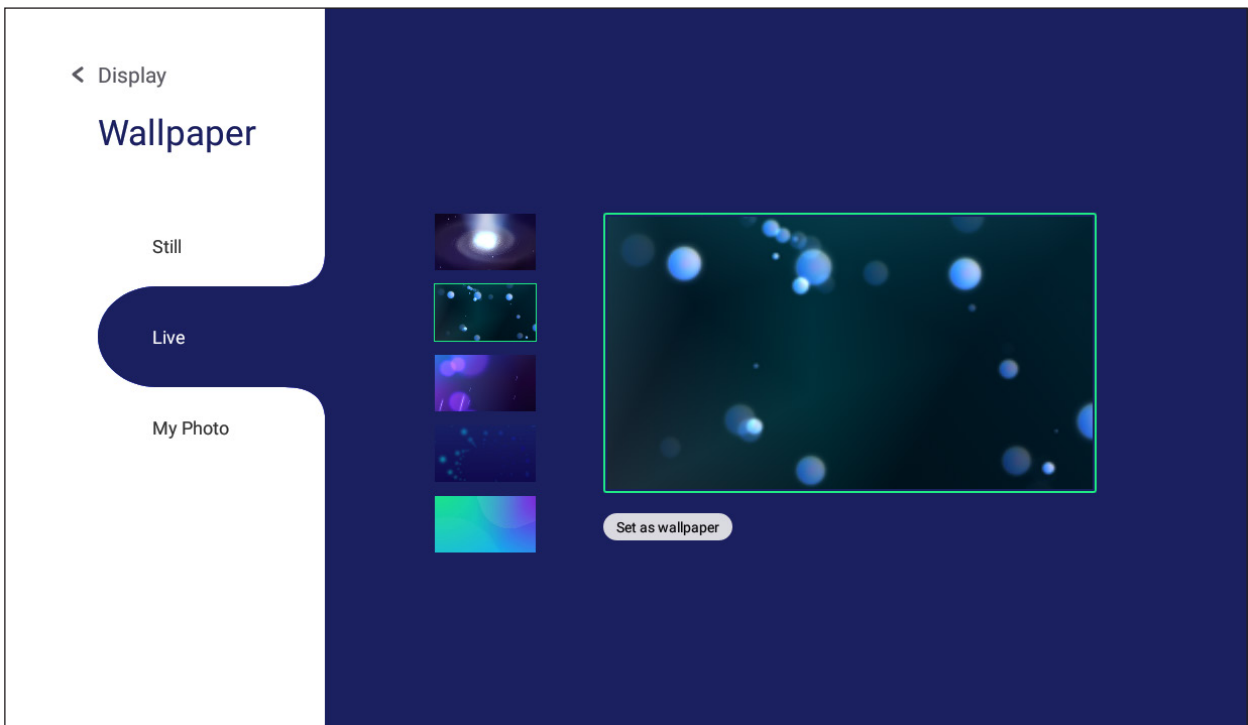 Display
Wallpaper
Still
Live
My Photo
Set as wallpaper